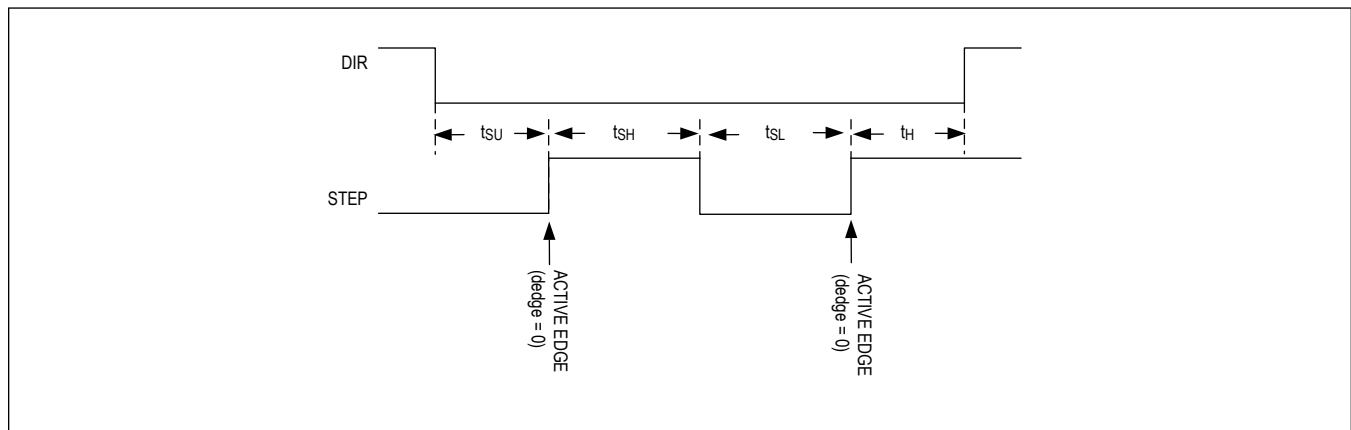 DIR
tSU
tSH
tSL
tH
STEP
ACTIVE EDGE
(dedge = 0)
ACTIVE EDGE
(dedge = 0)